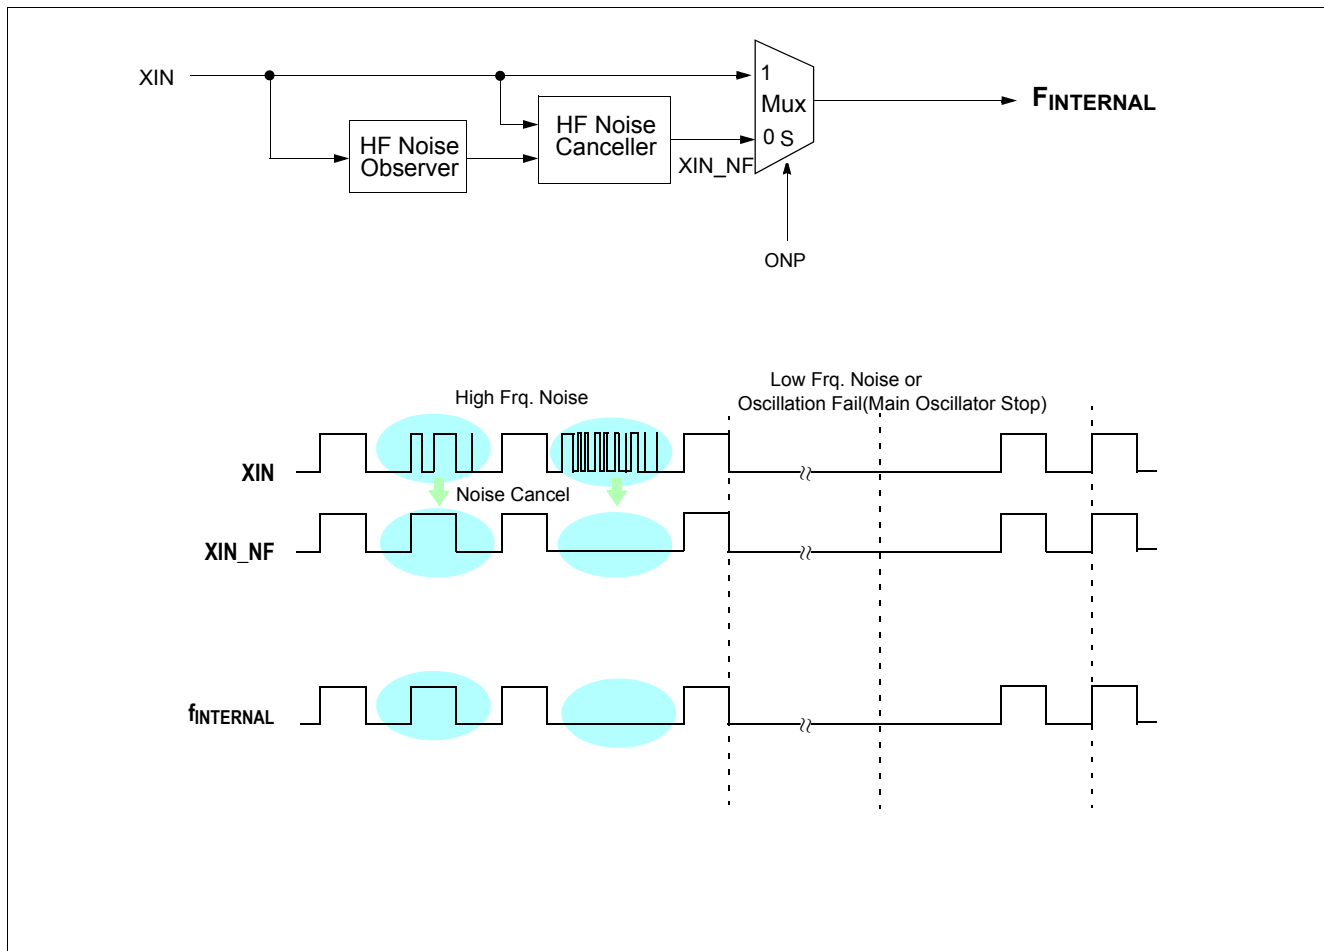 XIN
HF Noise
Observer
HF Noise
Canceller
XIN_NF
1
Mux
0 S
FINTERNAL
ONP
High Frq. Noise
Low Frq. Noise or
Oscillation Fail(Main Oscillator Stop)
XIN
Noise Cancel
XIN_NF
fINTERNAL